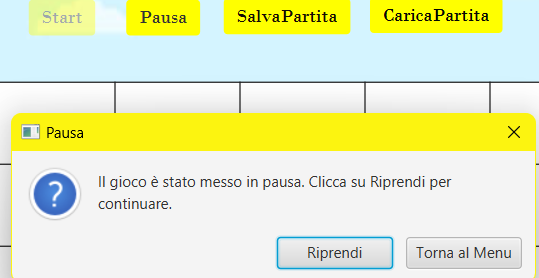 Start Pausa SalvaPartita CaricaPartita
Pausa
Il gioco è stato messo in pausa. Clicca su Riprendi per
continuare.
Riprendi Torna al Menu